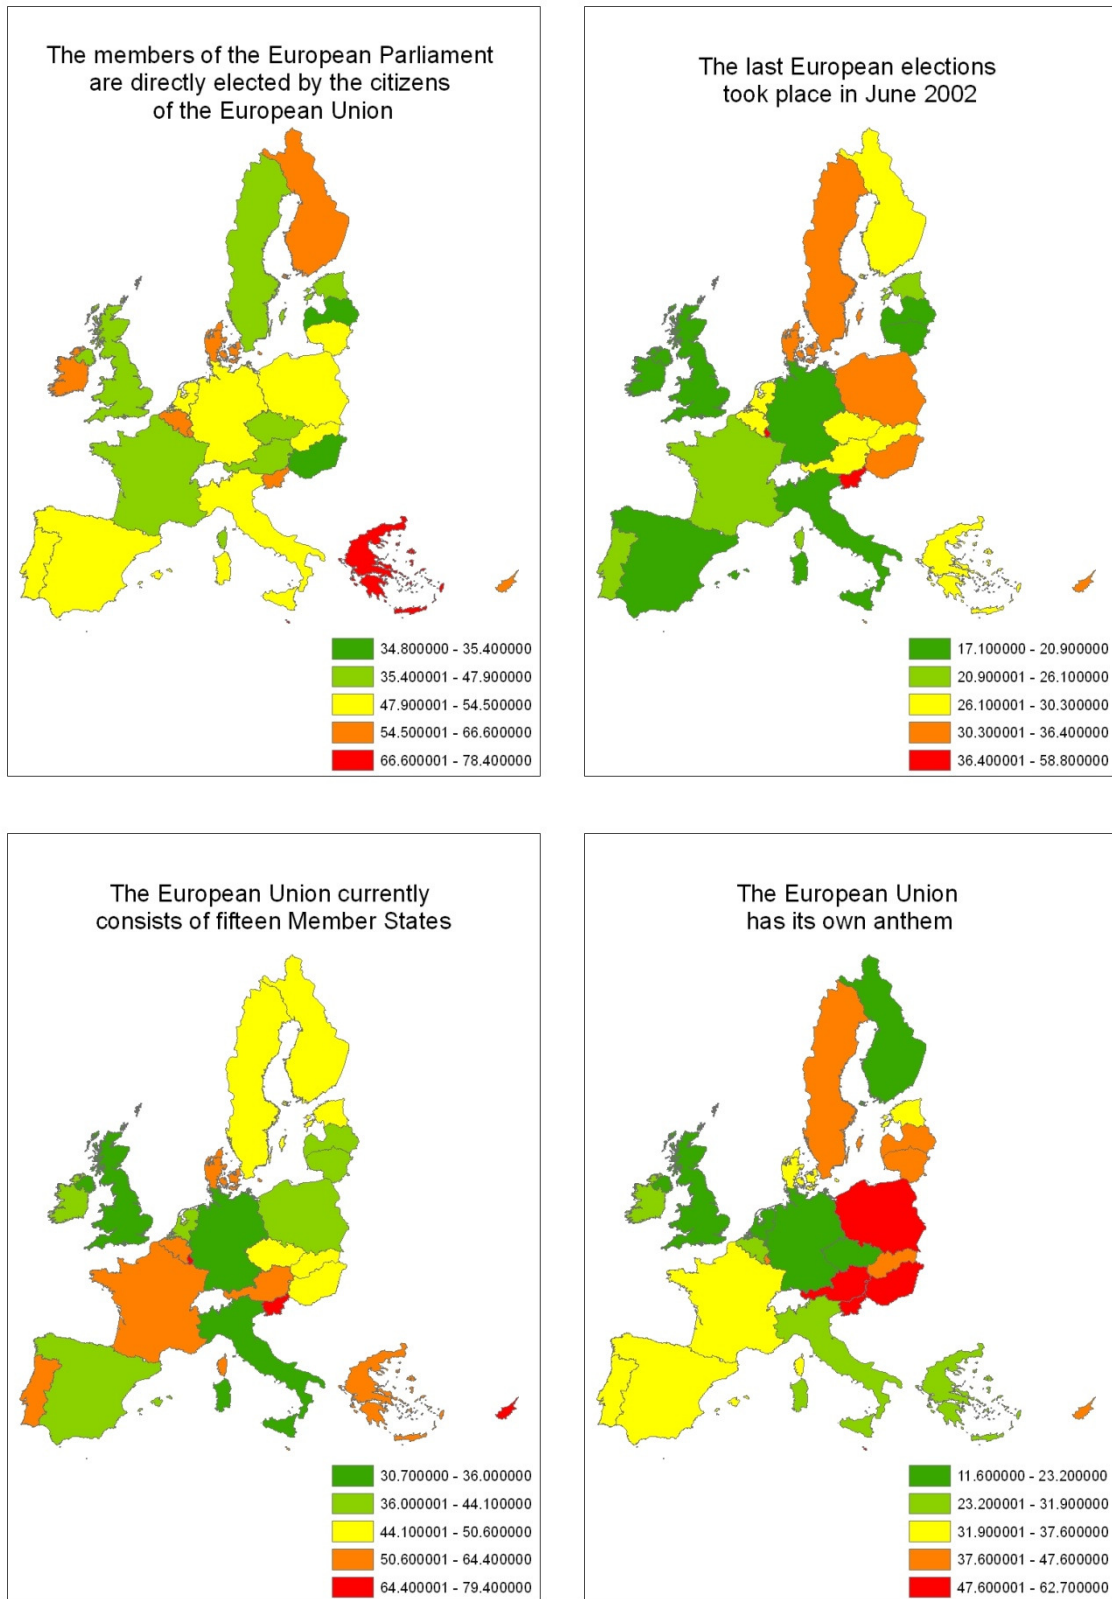 The members of the European Parliament
are directly elected by the citizens
of the European Union
34.800000 - 35.400000
35.400001 - 47.900000
47.900001 - 54.500000
54.500001 - 66.600000
66.600001 - 78.400000
The last European elections
took place in June 2002
17.100000 - 20.900000
20.900001 - 26.100000
26.100001 - 30.300000
30.300001 - 36.400000
36.400001 - 58.800000
The European Union currently
consists of fifteen Member States
30.700000 - 36.000000
36.000001 - 44.100000
44.100001 - 50.600000
50.600001 - 64.400000
64.400001 - 79.400000
The European Union
has its own anthem
11.600000 - 23.200000
23.200001 - 31.900000
31.900001 - 37.600000
37.600001 - 47.600000
47.600001 - 62.700000